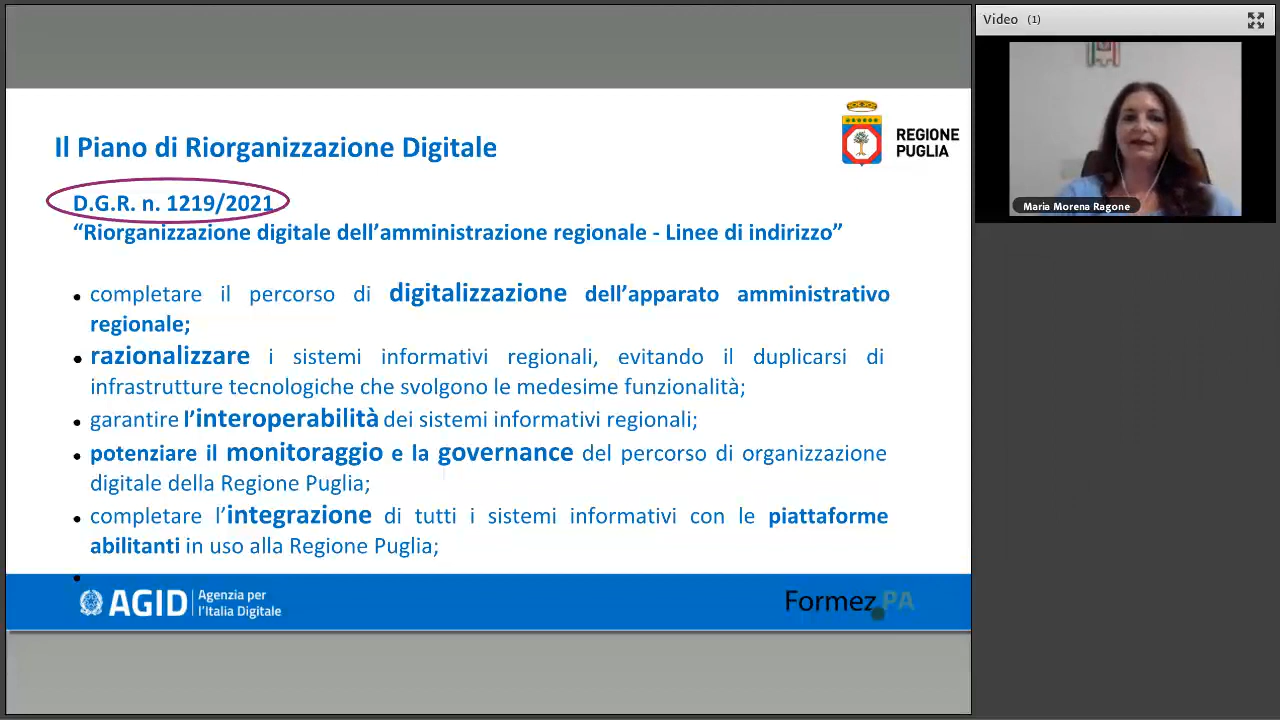 Video (1)
Maria Morena Ragone
REGIONE
PUGLIA
Il Piano di Riorganizzazione Digitale
D.G.R. n. 1219/2021
“Riorganizzazione digitale dell’amministrazione regionale - Linee di indirizzo”
• completare il percorso di digitalizzazione dell’apparato amministrativo
regionale;
• razionalizzare i sistemi informativi regionali, evitando il duplicarsi di
infrastrutture tecnologiche che svolgono le medesime funzionalità;
• garantire l’interoperabilità dei sistemi informativi regionali;
• potenziare il monitoraggio e la governance del percorso di organizzazione
digitale della Regione Puglia;
• completare l’integrazione di tutti i sistemi informativi con le piattaforme
abilitanti in uso alla Regione Puglia;
•
AGID Agenzia per
l’Italia Digitale
Formez PA